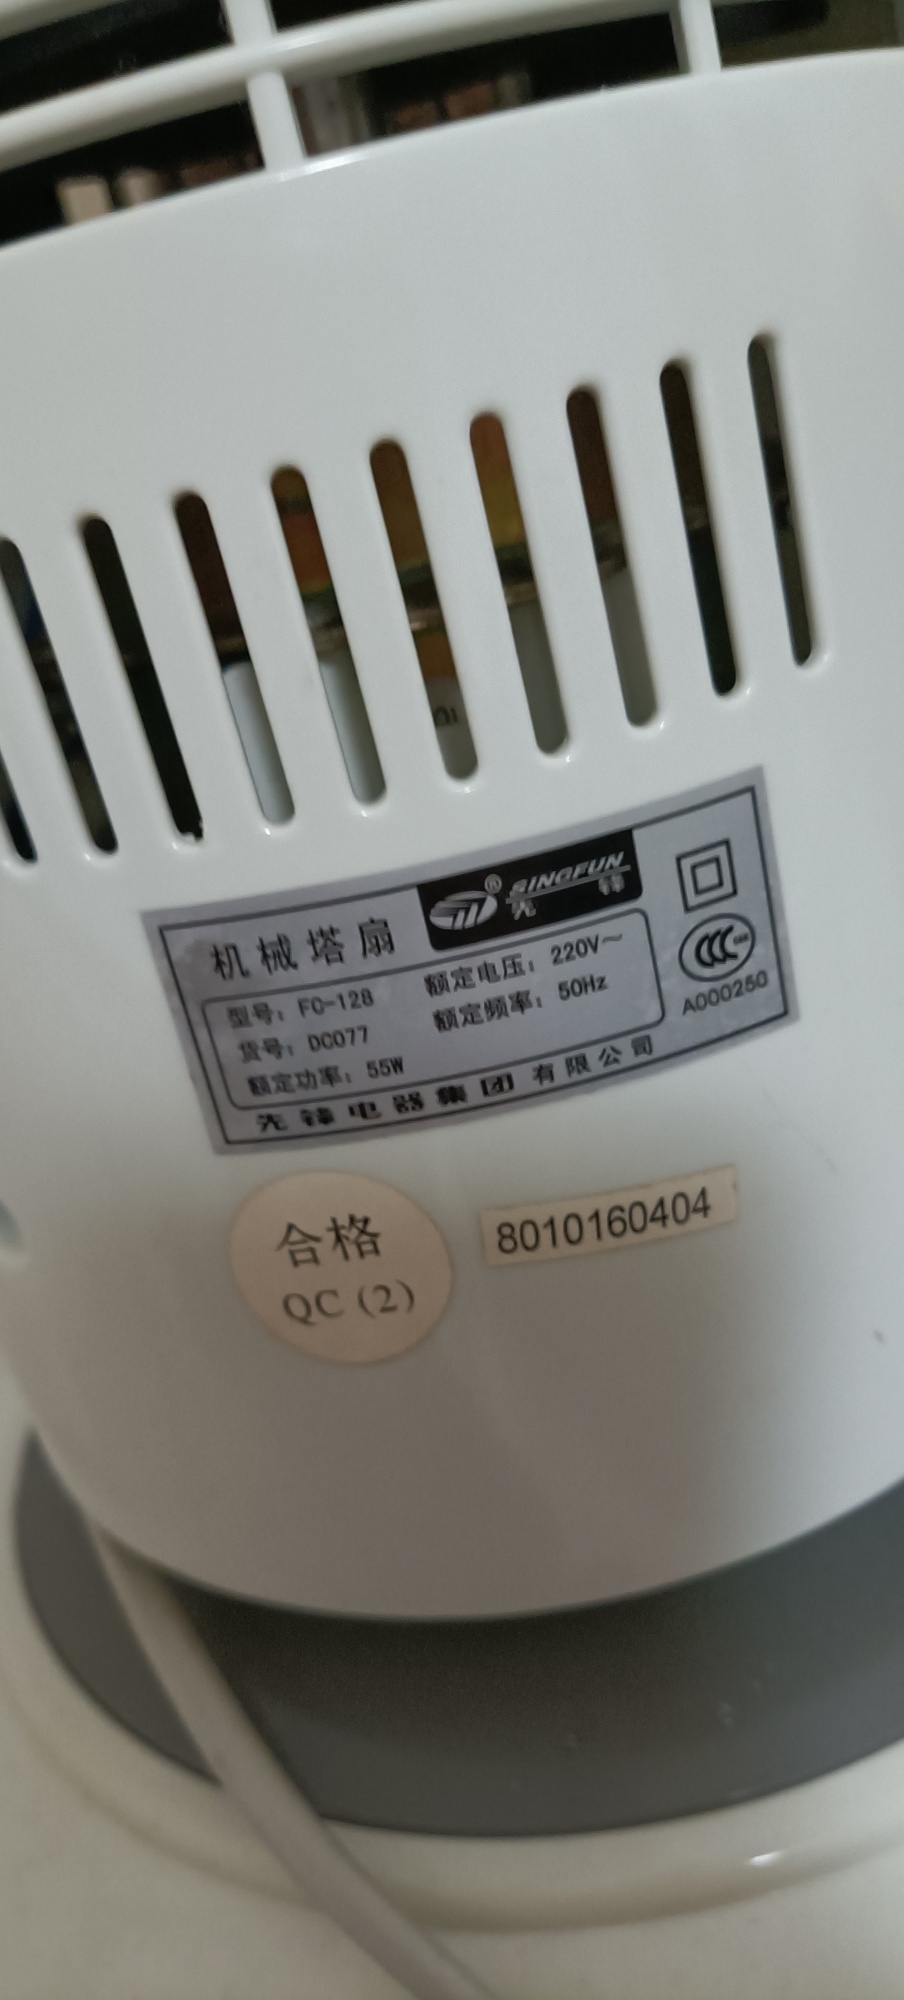 机械塔扇
SINGFUN
先锋
型号：FC-12B
额定电压：220V～
货号：DC077
额定频率：50Hz
额定功率：55W
先锋电器集团有限公司
CCC
A000250
合格
QC (2)
8010160404